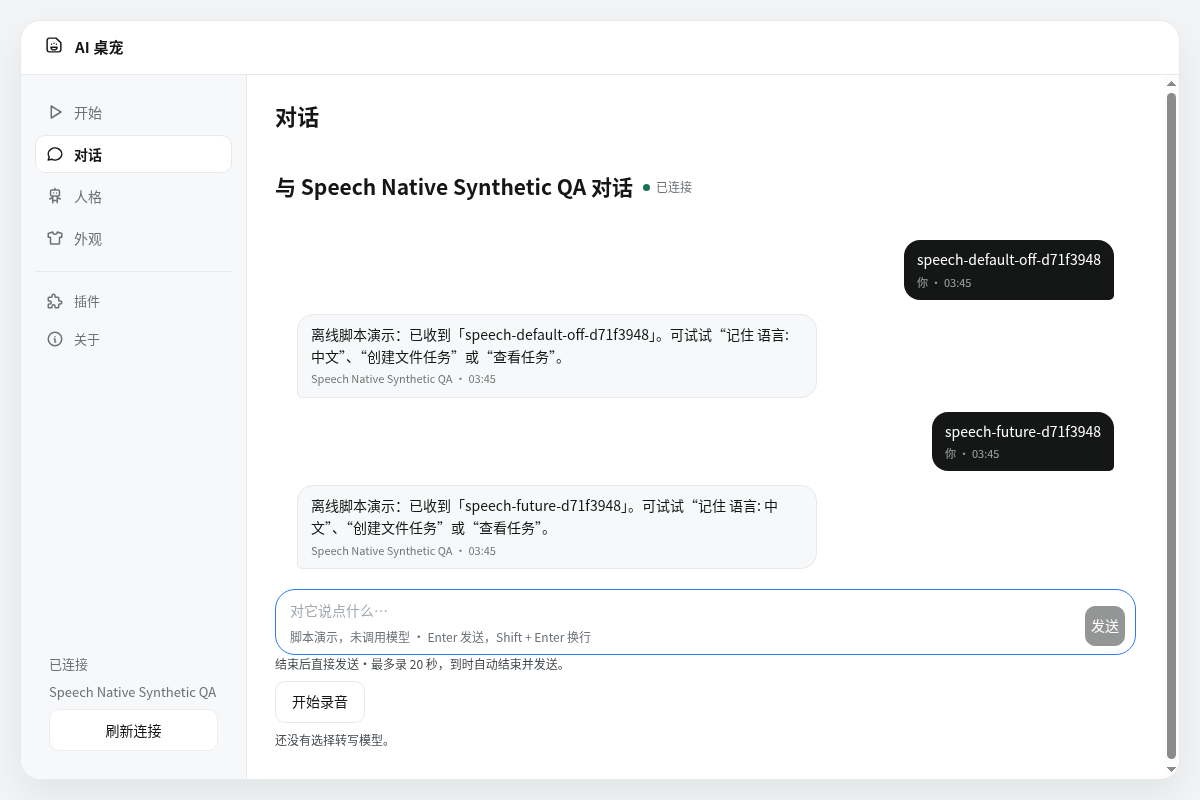 AI 桌宠
开始
对话
人格
外观
插件
关于
已连接
Speech Native Synthetic QA
刷新连接
对话
与 Speech Native Synthetic QA 对话
已连接
speech-default-off-d71f3948
你 · 03:45
离线脚本演示：已收到「speech-default-off-d71f3948」。可试试“记住 语言:
中文”、“创建文件任务”或“查看任务”。
Speech Native Synthetic QA · 03:45
speech-future-d71f3948
你 · 03:45
离线脚本演示：已收到「speech-future-d71f3948」。可试试“记住 语言: 中
文”、“创建文件任务”或“查看任务”。
Speech Native Synthetic QA · 03:45
对它说点什么…
脚本演示，未调用模型 · Enter 发送，Shift + Enter 换行
发送
结束后直接发送 · 最多录 20 秒，到时自动结束并发送。
开始录音
还没有选择转写模型。